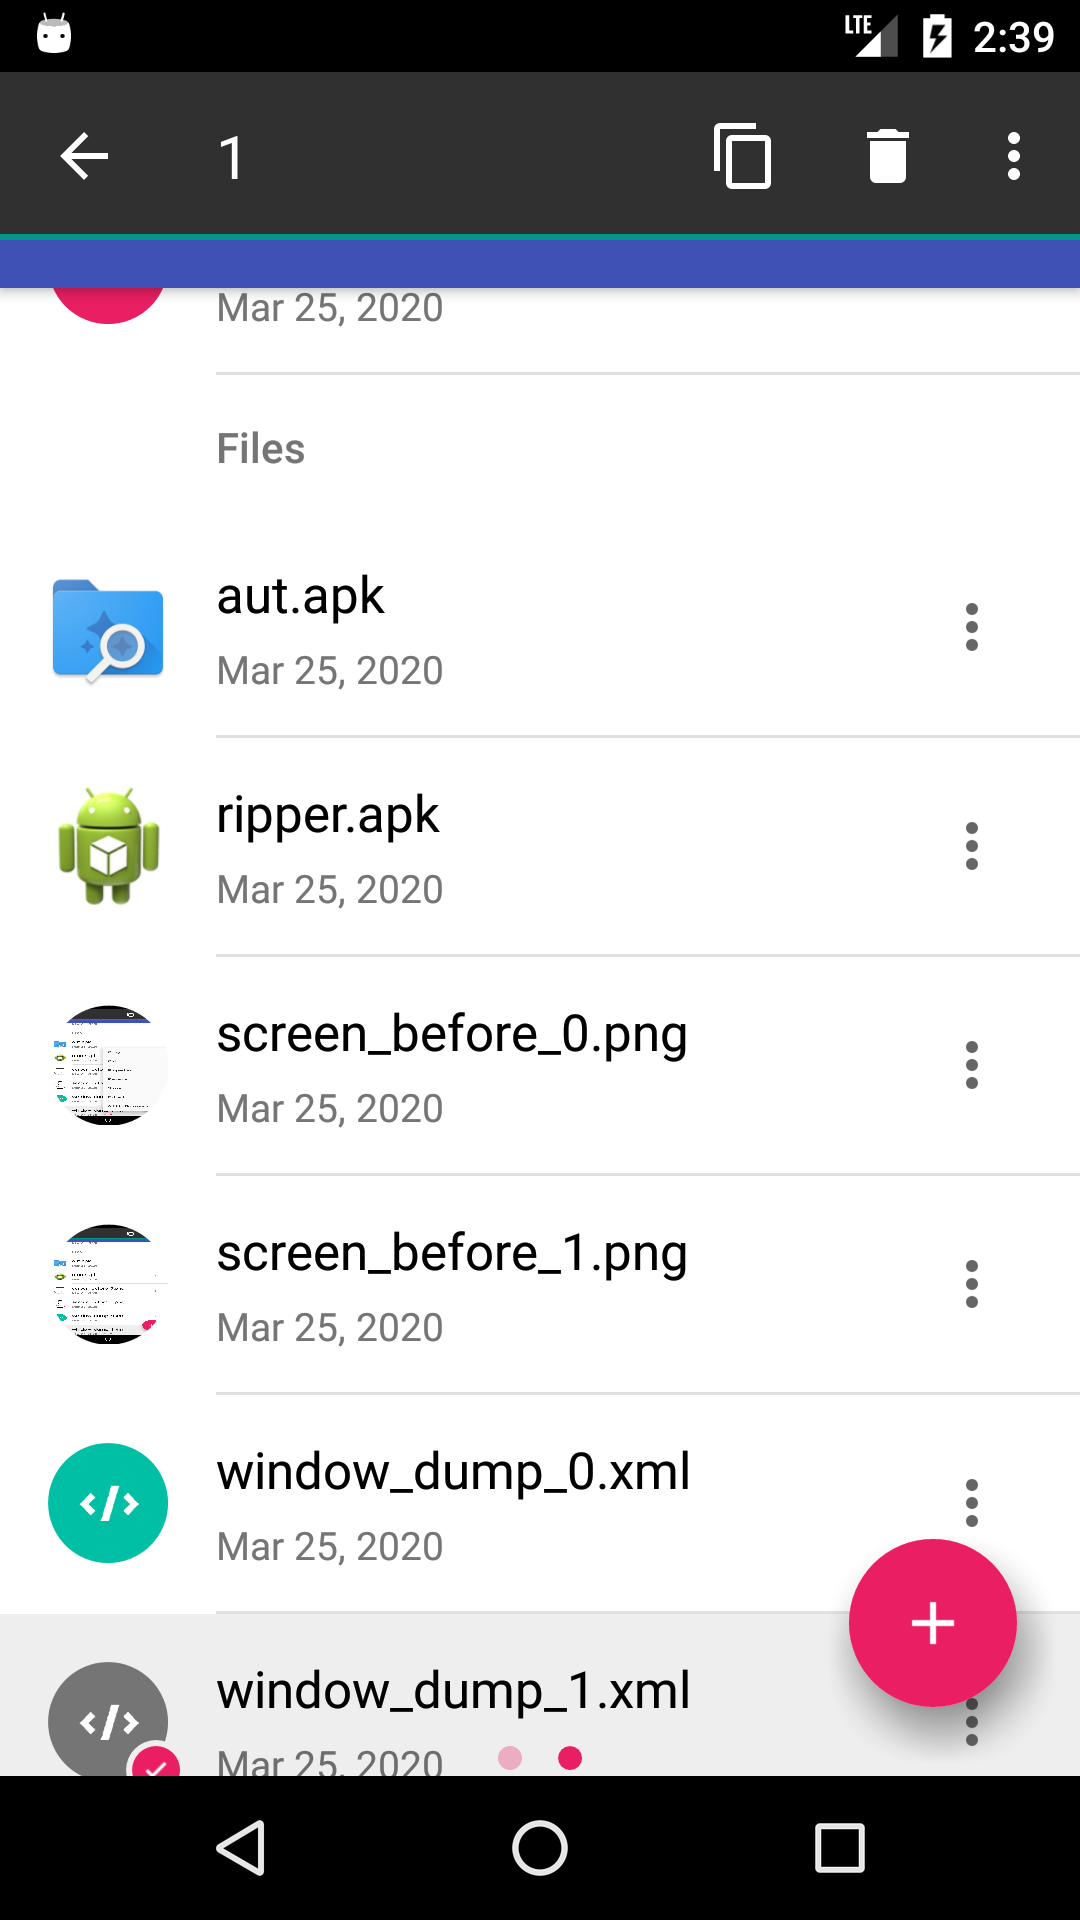 LTE 2:39
1
Mar 25, 2020
Files
aut.apk
Mar 25, 2020
ripper.apk
Mar 25, 2020
screen_before_0.png
Mar 25, 2020
screen_before_1.png
Mar 25, 2020
window_dump_0.xml
Mar 25, 2020
window_dump_1.xml
Mar 25, 2020